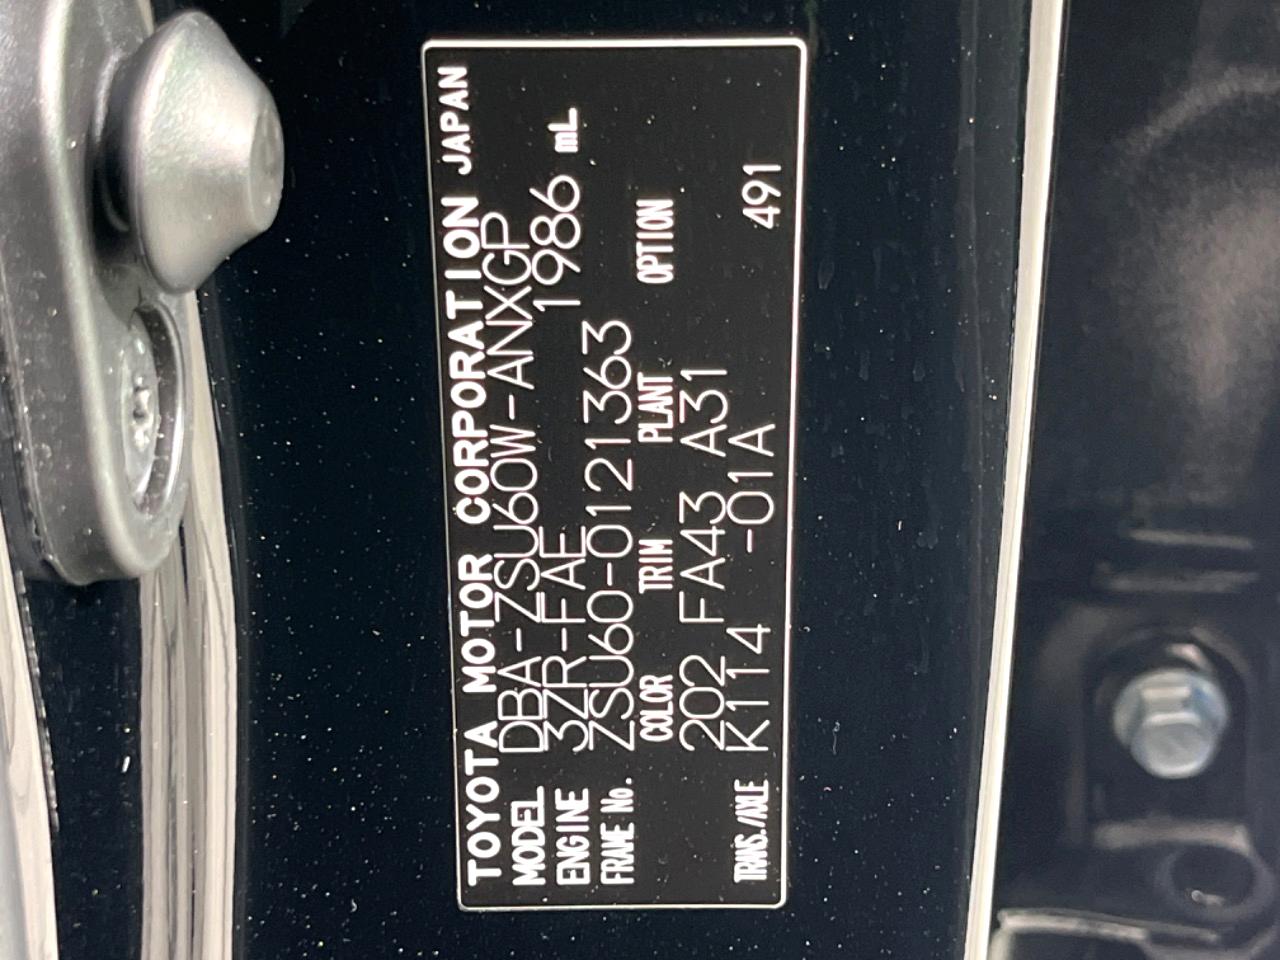 TOYOTA MOTOR CORPORATION JAPAN
MODEL DBA-ZSU60W-ANXGP
ENGINE 3ZR-FAE 1986 mL
FRAME No. ZSU60-0121363
COLOR TRIM PLANT OPTION
202 FA43 A31
TRANS./AXLE K114 -01A 491